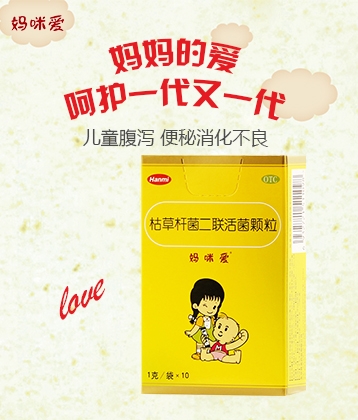 妈咪爱
妈妈的爱
呵护一代又一代
儿童腹泻 便秘消化不良
Hanmi
OTC
枯草杆菌二联活菌颗粒
妈咪爱
love
1克/袋×10